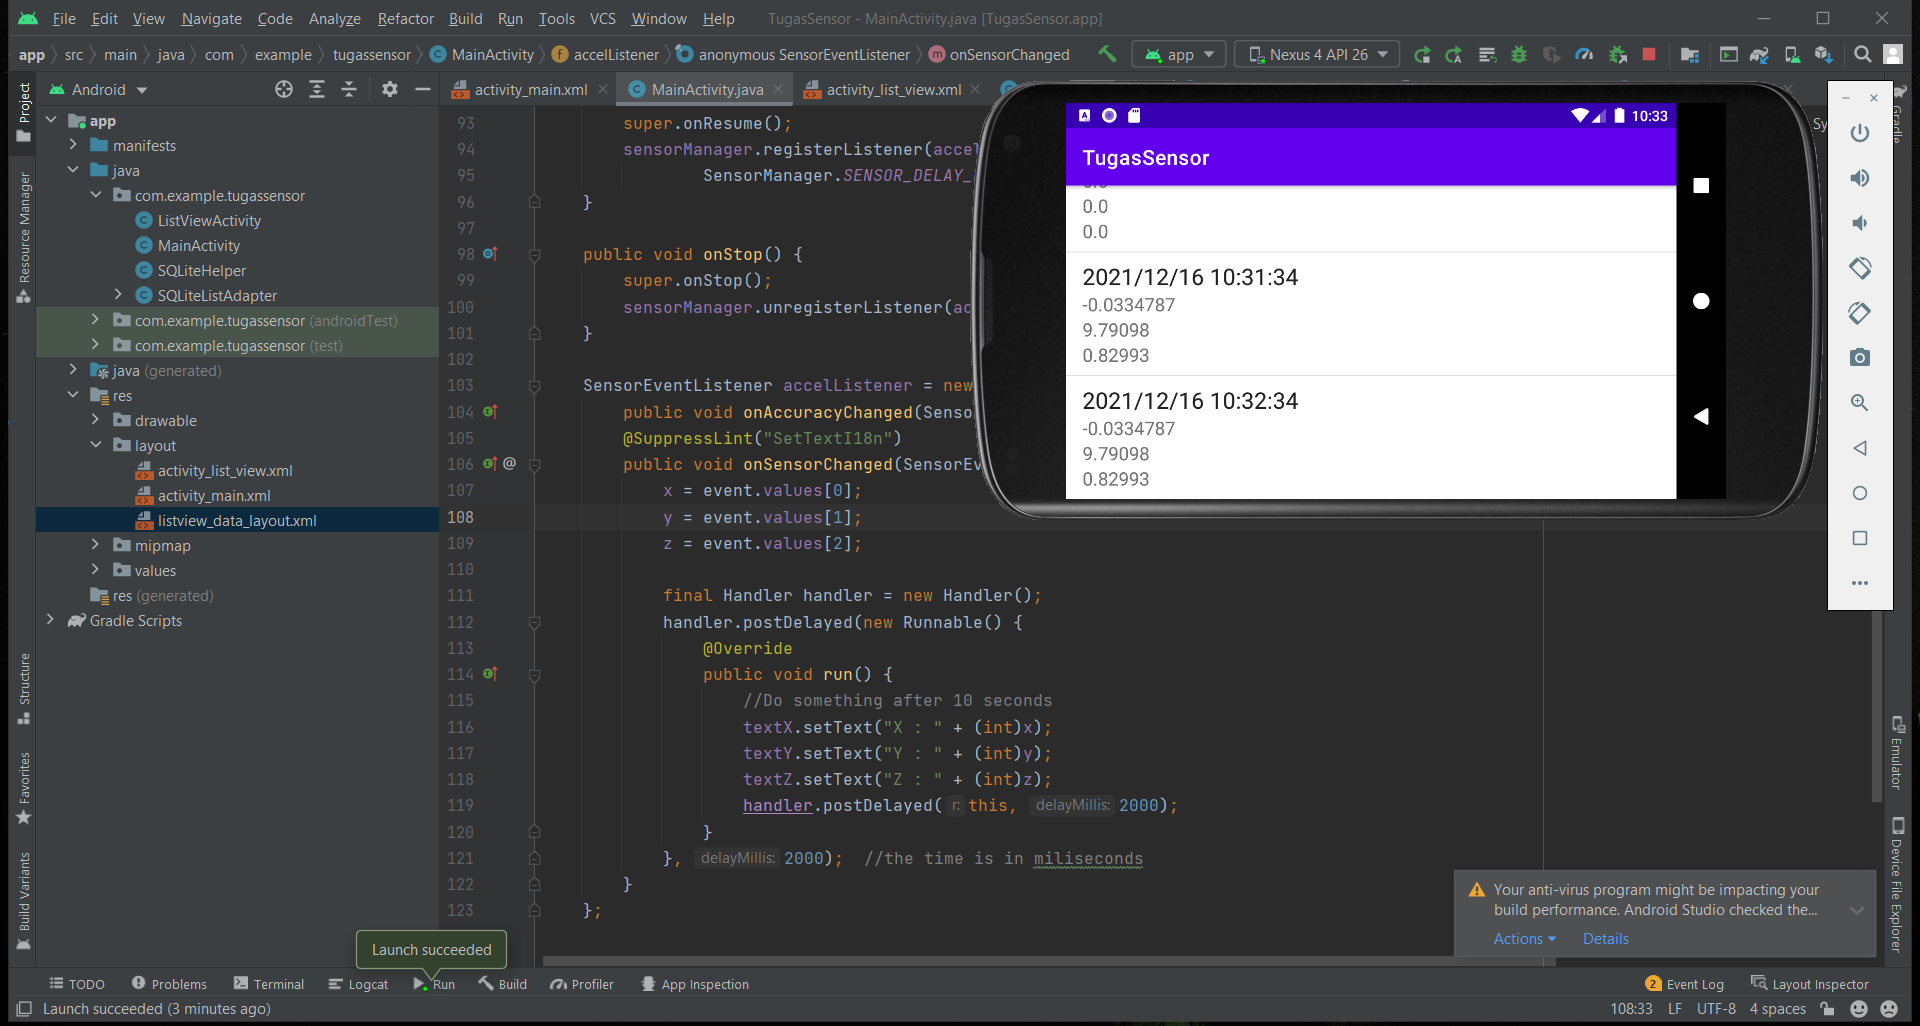 File Edit View Navigate Code Analyze Refactor Build Run Tools VCS Window Help TugasSensor - MainActivity.java [TugasSensor.app]
app src main java com example tugassensor MainActivity accelListener anonymous SensorEventListener onSensorChanged app Nexus 4 API 26
Android activity_main.xml MainActivity.java activity_list_view.xml
Project
Resource Manager
Structure
Favorites
Build Variants
app
manifests
java
com.example.tugassensor
ListViewActivity
MainActivity
SQLiteHelper
SQLiteListAdapter
com.example.tugassensor (androidTest)
com.example.tugassensor (test)
java (generated)
res
drawable
layout
activity_list_view.xml
activity_main.xml
listview_data_layout.xml
mipmap
values
res (generated)
Gradle Scripts
93 super.onResume();
94 sensorManager.registerListener(accel
95 SensorManager.SENSOR_DELAY_
96 }
97
98 public void onStop() {
99 super.onStop();
100 sensorManager.unregisterListener(ac
101 }
102
103 SensorEventListener accelListener = new
104 public void onAccuracyChanged(Senso
105 @SuppressLint("SetTextI18n")
106 @ public void onSensorChanged(SensorEv
107 x = event.values[0];
108 y = event.values[1];
109 z = event.values[2];
110
111 final Handler handler = new Handler();
112 handler.postDelayed(new Runnable() {
113 @Override
114 public void run() {
115 //Do something after 10 seconds
116 textX.setText("X : " + (int)x);
117 textY.setText("Y : " + (int)y);
118 textZ.setText("Z : " + (int)z);
119 handler.postDelayed( r: this, delayMillis: 2000);
120 }
121 }, delayMillis: 2000); //the time is in miliseconds
122 }
123 };
10:33
TugasSensor
0.0
0.0
2021/12/16 10:31:34
-0.0334787
9.79098
0.82993
2021/12/16 10:32:34
-0.0334787
9.79098
0.82993
Sy
Gradle
Emulator
Device File Explorer
Your anti-virus program might be impacting your
build performance. Android Studio checked the...
Actions Details
Launch succeeded
TODO Problems Terminal Logcat Run Build Profiler App Inspection 2 Event Log Layout Inspector
Launch succeeded (3 minutes ago) 108:33 LF UTF-8 4 spaces